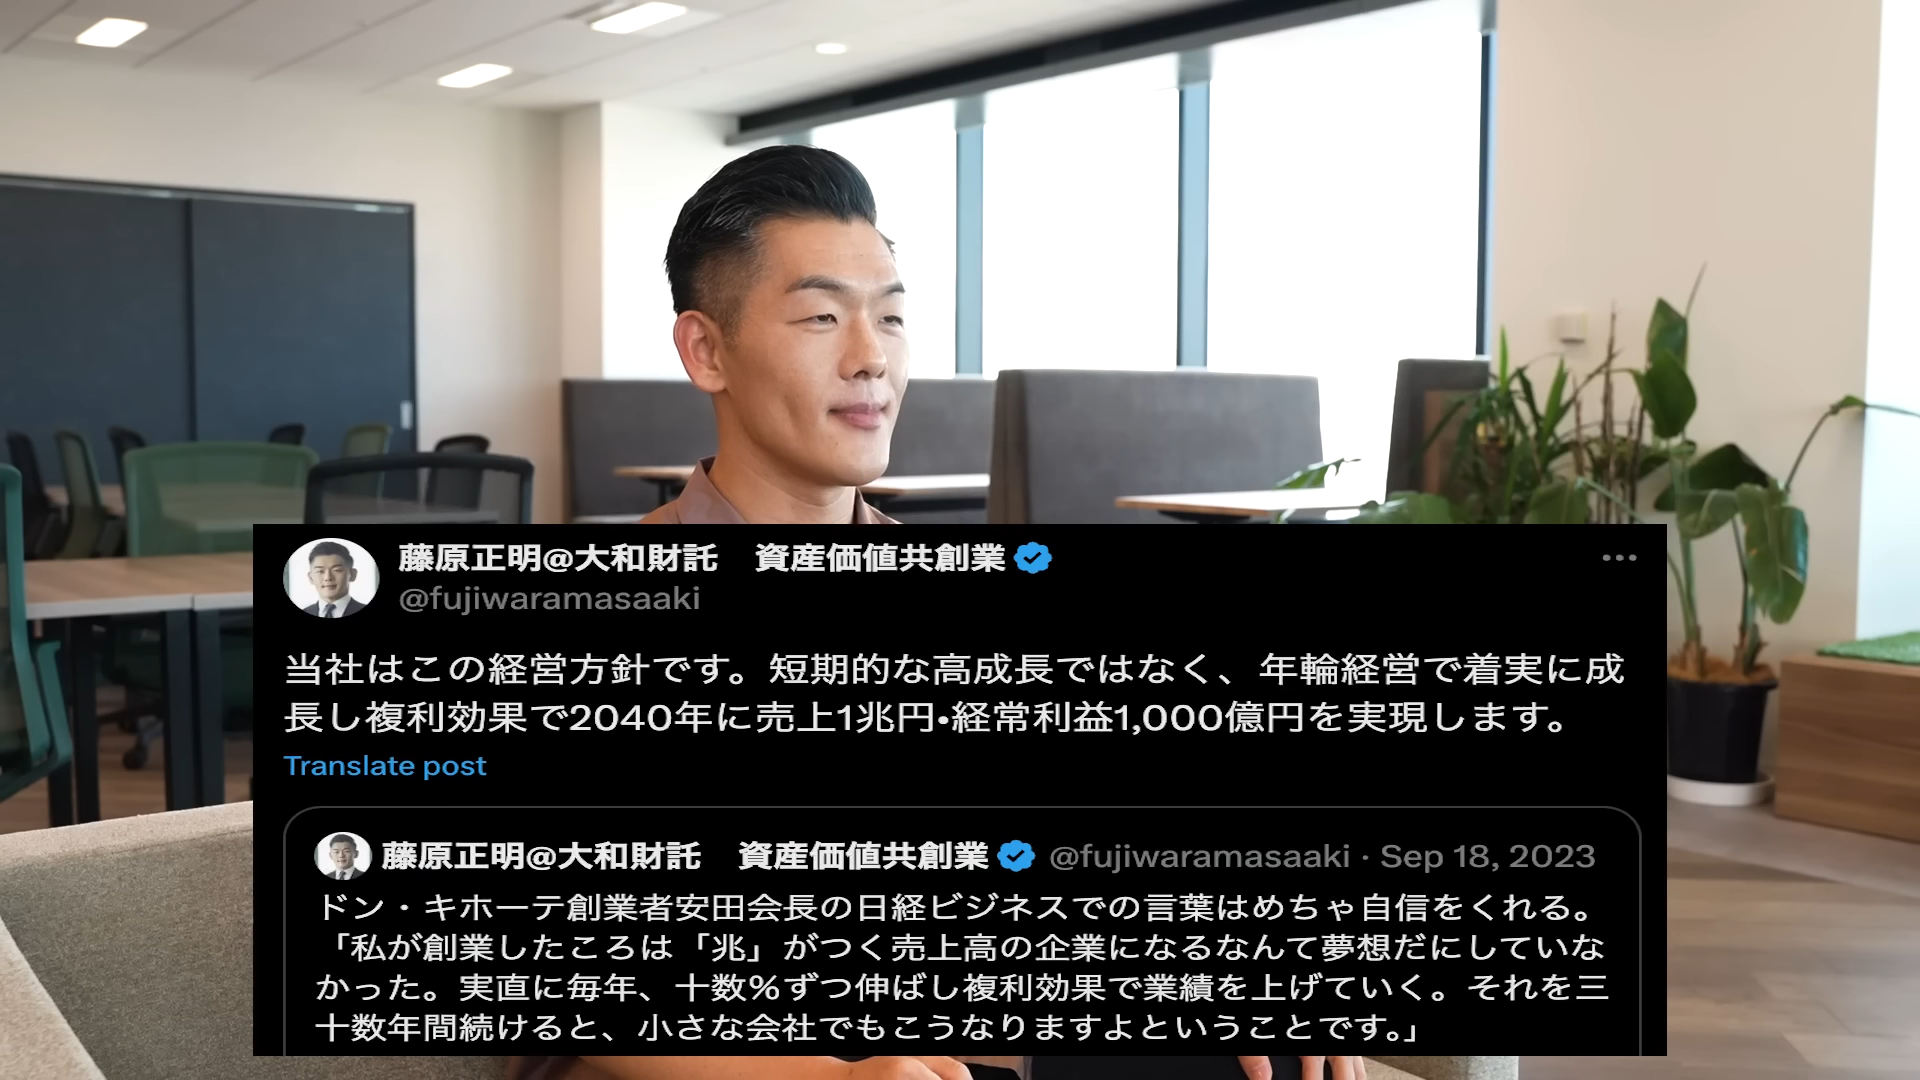 藤原正明@大和財託　資産価値共創業
@fujiwaramasaaki
当社はこの経営方針です。短期的な高成長ではなく、年輪経営で着実に成
長し複利効果で2040年に売上1兆円•経常利益1,000億円を実現します。
Translate post
藤原正明@大和財託　資産価値共創業 @fujiwaramasaaki · Sep 18, 2023
ドン・キホーテ創業者安田会長の日経ビジネスでの言葉はめちゃ自信をくれる。
「私が創業したころは「兆」がつく売上高の企業になるなんて夢想だにしていな
かった。実直に毎年、十数％ずつ伸ばし複利効果で業績を上げていく。それを三
十数年間続けると、小さな会社でもこうなりますよということです。」